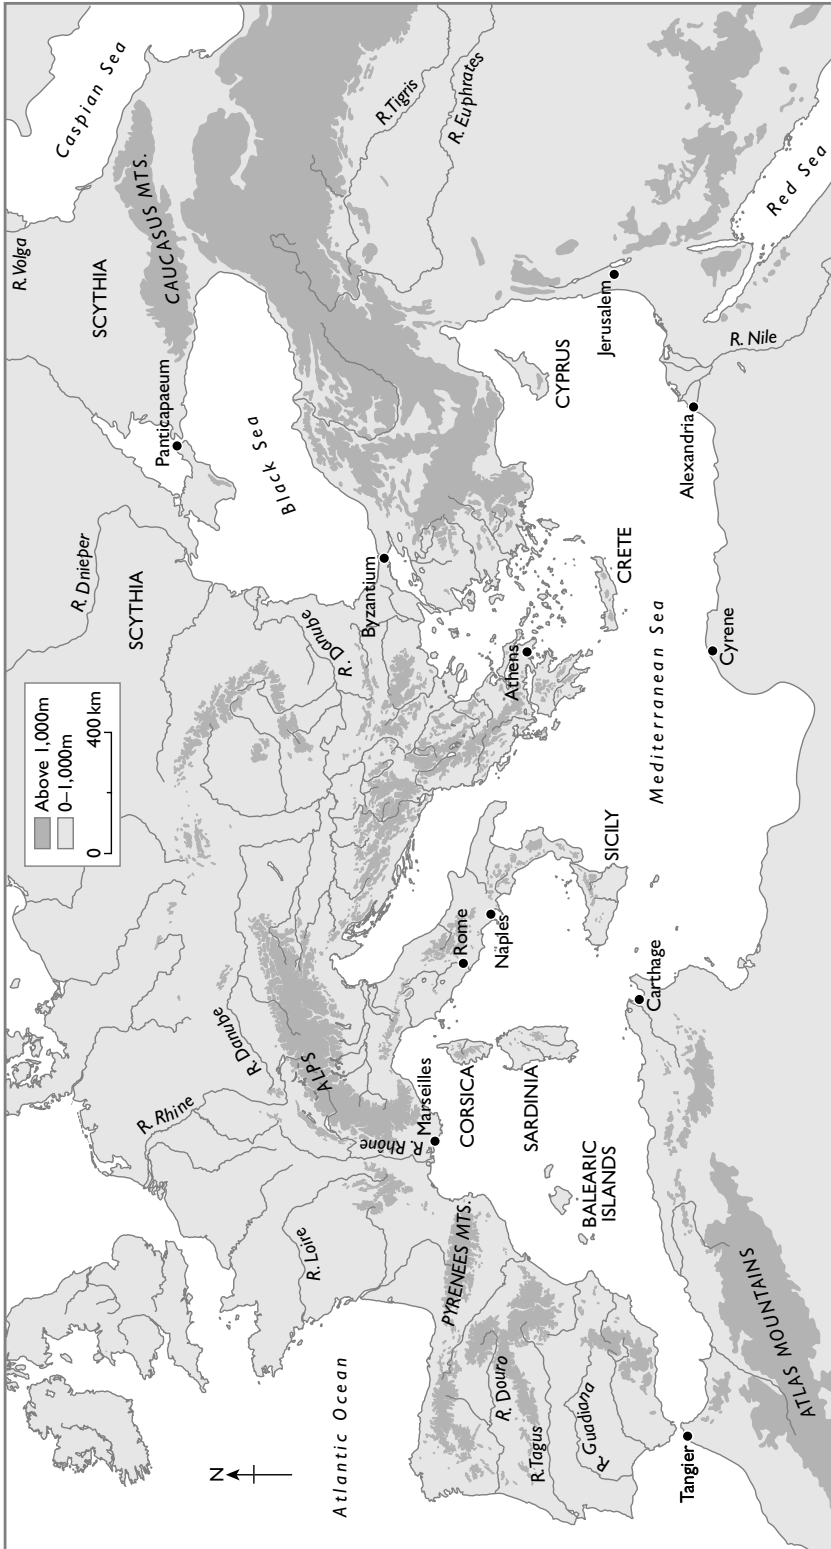 Above 1,000m
0–1,000m
0
400 km
N
Atlantic Ocean
R. Loire
R. Rhine
R. Danube
ALPS
R. Rhône
Marseilles
PYRENEES MTS.
R. Douro
R. Tagus
R. Guadiana
Tangier
ATLAS MOUNTAINS
BALEARIC
ISLANDS
CORSICA
SARDINIA
Rome
Naples
SICILY
Carthage
Mediterranean Sea
Athens
CRETE
Cyrene
Byzantium
R. Danube
SCYTHIA
R. Dnieper
Black Sea
Panticapaeum
SCYTHIA
R. Volga
CAUCASUS MTS.
Caspian Sea
R. Tigris
R. Euphrates
CYPRUS
Jerusalem
Alexandria
R. Nile
Red Sea